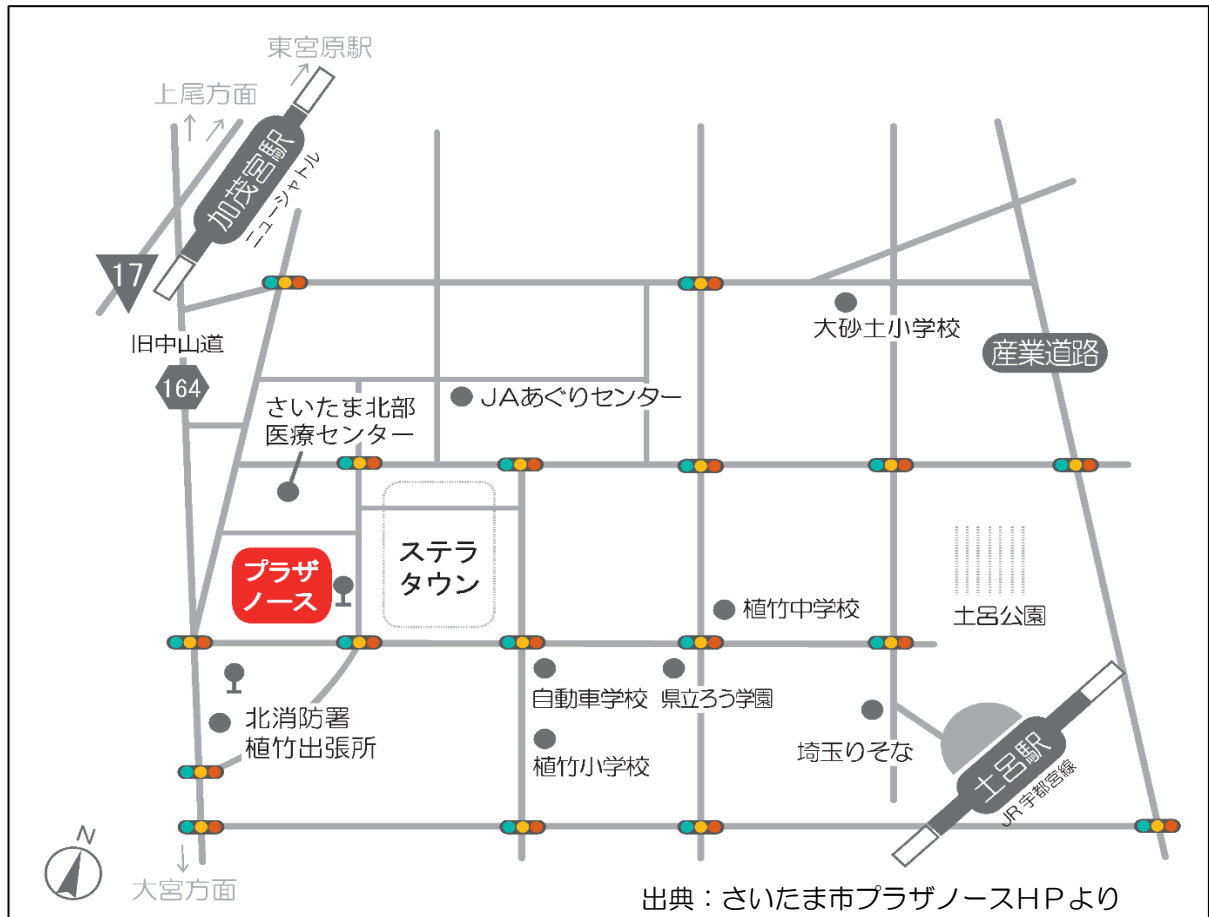 東宮原駅
上尾方面
加茂宮駅
ニューシャトル
17
旧中山道
164
大砂土小学校
産業道路
JAあぐりセンター
さいたま北部
医療センター
プラザ
ノース
ステラ
タウン
植竹中学校
土呂公園
自動車学校
県立ろう学園
北消防署
植竹出張所
植竹小学校
埼玉りそな
土呂駅
JR宇都宮線
N
大宮方面
出典：さいたま市プラザノースHPより